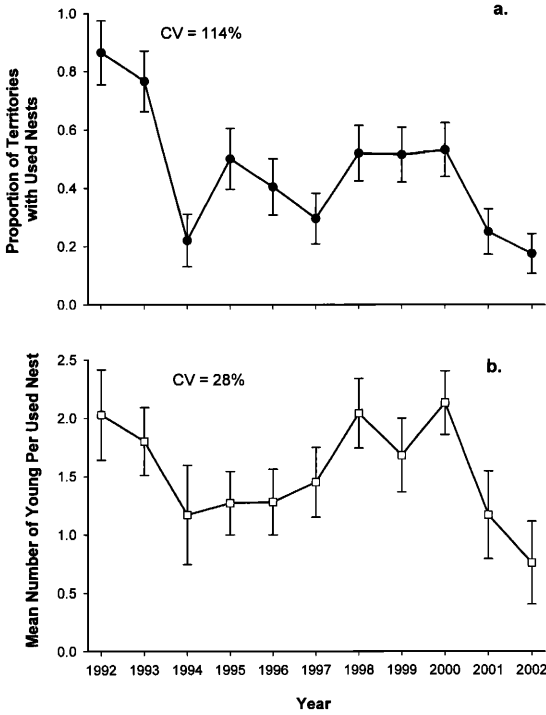 a.
CV = 114%
Proportion of Territories
with Used Nests
1.0
0.8
0.6
0.4
0.2
0.0
b.
CV = 28%
Mean Number of Young Per Used Nest
2.5
2.0
1.5
1.0
0.5
0.0
1992 1993 1994 1995 1996 1997 1998 1999 2000 2001 2002
Year